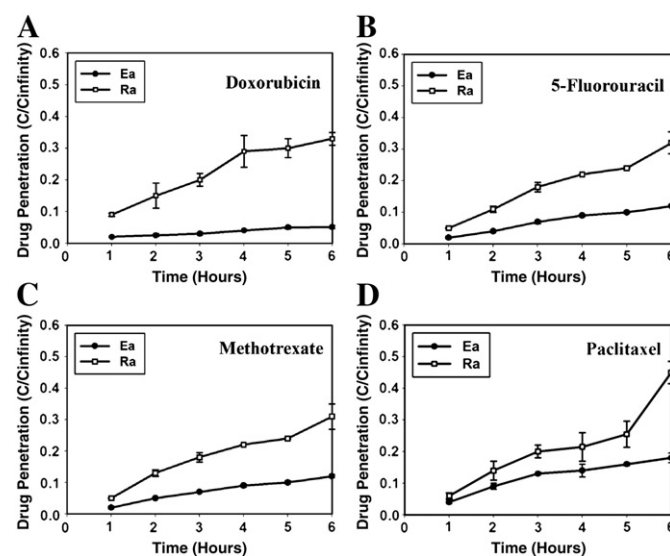 A
Drug Penetration (C/Cinfinity)
0.6
0.5
0.4
0.3
0.2
0.1
0.0
Ea
Ra
Doxorubicin
0 1 2 3 4 5 6
Time (Hours)
B
Drug Penetration (C/Cinfinity)
0.6
0.5
0.4
0.3
0.2
0.1
0.0
Ea
Ra
5-Fluorouracil
0 1 2 3 4 5 6
Time (Hours)
C
Drug Penetration (C/Cinfinity)
0.6
0.5
0.4
0.3
0.2
0.1
0.0
Ea
Ra
Methotrexate
0 1 2 3 4 5 6
Time (Hours)
D
Drug Penetration (C/Cinfinity)
0.6
0.5
0.4
0.3
0.2
0.1
0.0
Ea
Ra
Paclitaxel
0 1 2 3 4 5 6
Time (Hours)